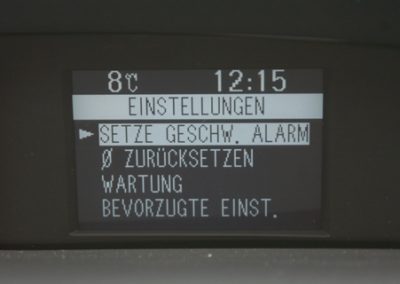 8°C 12:15
EINSTELLUNGEN
► SETZE GESCHW. ALARM
Ø ZURÜCKSETZEN
WARTUNG
BEVORZUGTE EINST.